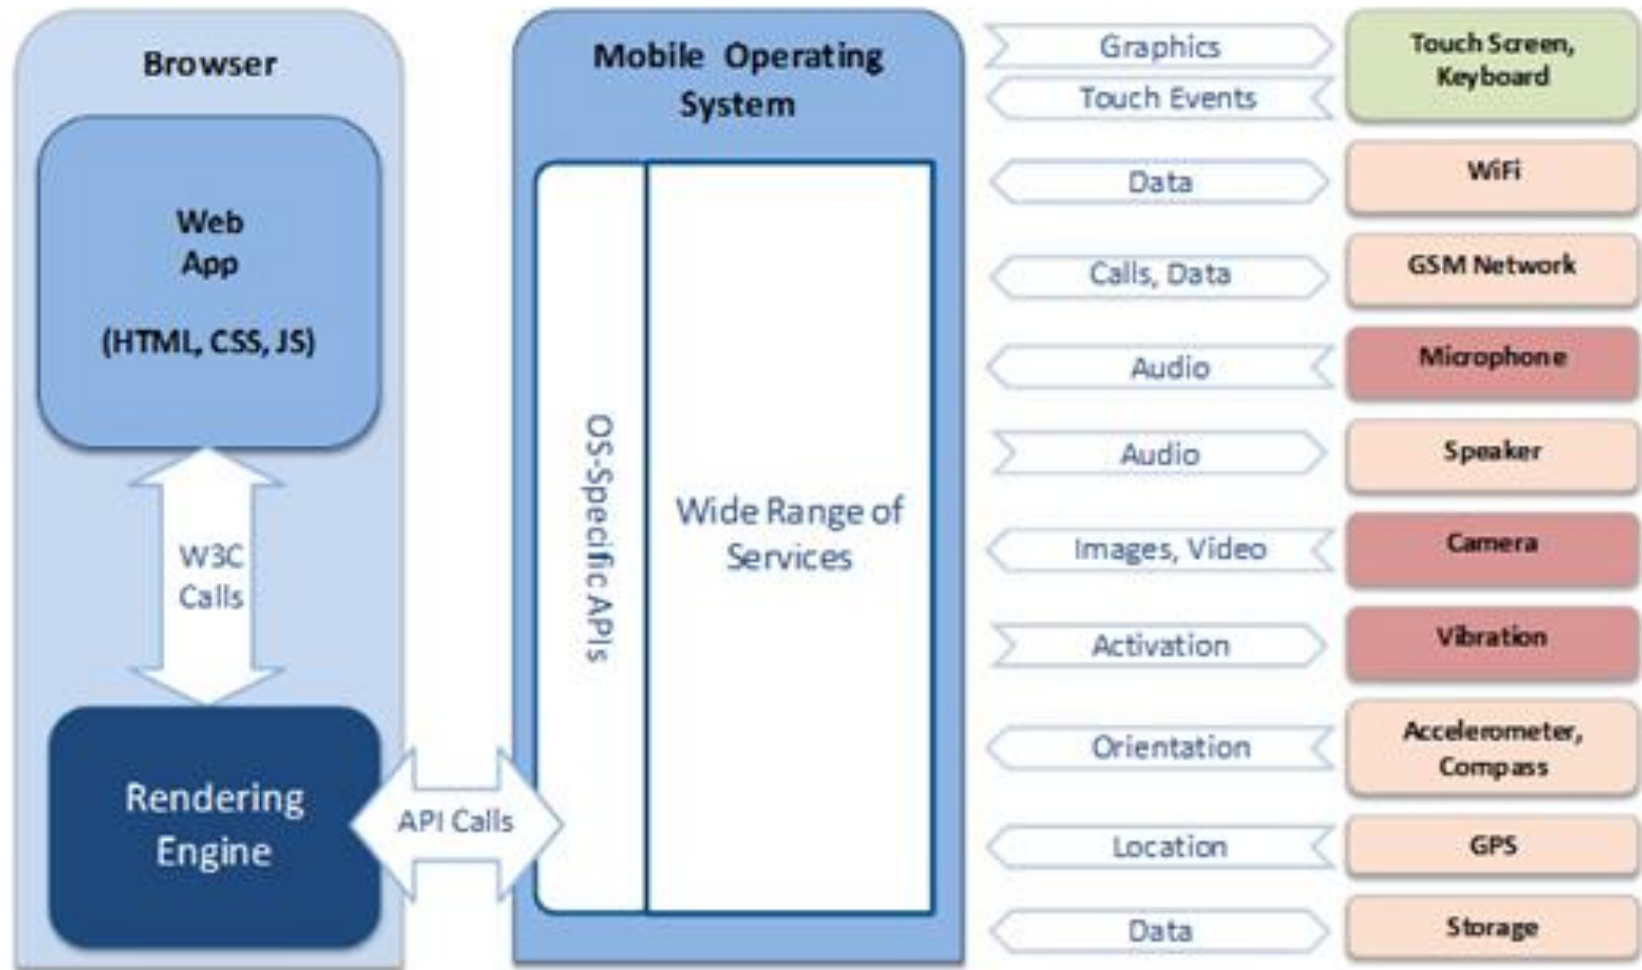 Browser
Web
App
(HTML, CSS, JS)
W3C
Calls
Rendering
Engine
API Calls
Mobile Operating
System
OS-Specific APIs
Wide Range of
Services
Graphics
Touch Events
Touch Screen,
Keyboard
Data
WiFi
Calls, Data
GSM Network
Audio
Microphone
Audio
Speaker
Images, Video
Camera
Activation
Vibration
Orientation
Accelerometer,
Compass
Location
GPS
Data
Storage